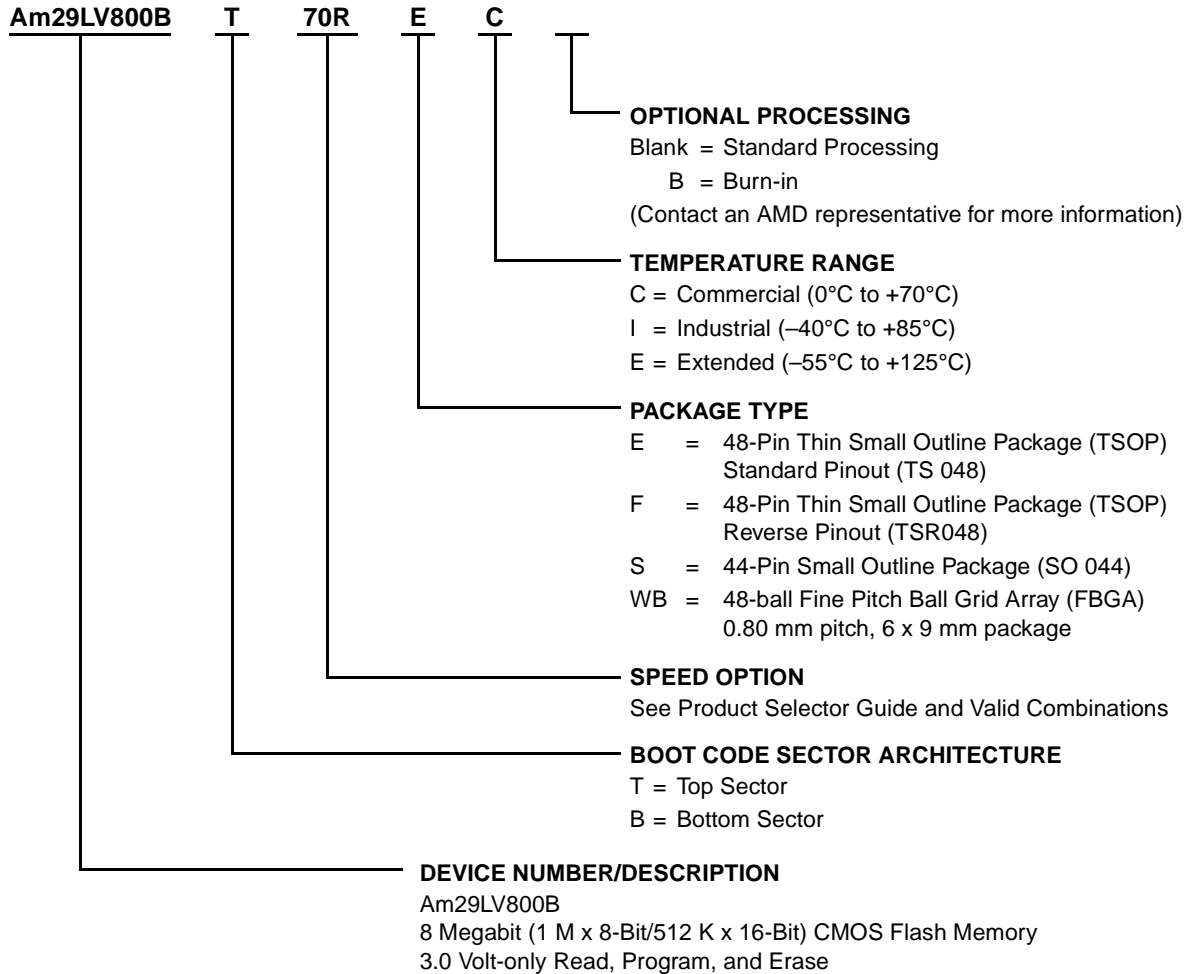 Am29LV800B T 70R E C
OPTIONAL PROCESSING
Blank = Standard Processing
B = Burn-in
(Contact an AMD representative for more information)
TEMPERATURE RANGE
C = Commercial (0°C to +70°C)
I = Industrial (–40°C to +85°C)
E = Extended (–55°C to +125°C)
PACKAGE TYPE
E = 48-Pin Thin Small Outline Package (TSOP)
Standard Pinout (TS 048)
F = 48-Pin Thin Small Outline Package (TSOP)
Reverse Pinout (TSR048)
S = 44-Pin Small Outline Package (SO 044)
WB = 48-ball Fine Pitch Ball Grid Array (FBGA)
0.80 mm pitch, 6 x 9 mm package
SPEED OPTION
See Product Selector Guide and Valid Combinations
BOOT CODE SECTOR ARCHITECTURE
T = Top Sector
B = Bottom Sector
DEVICE NUMBER/DESCRIPTION
Am29LV800B
8 Megabit (1 M x 8-Bit/512 K x 16-Bit) CMOS Flash Memory
3.0 Volt-only Read, Program, and Erase